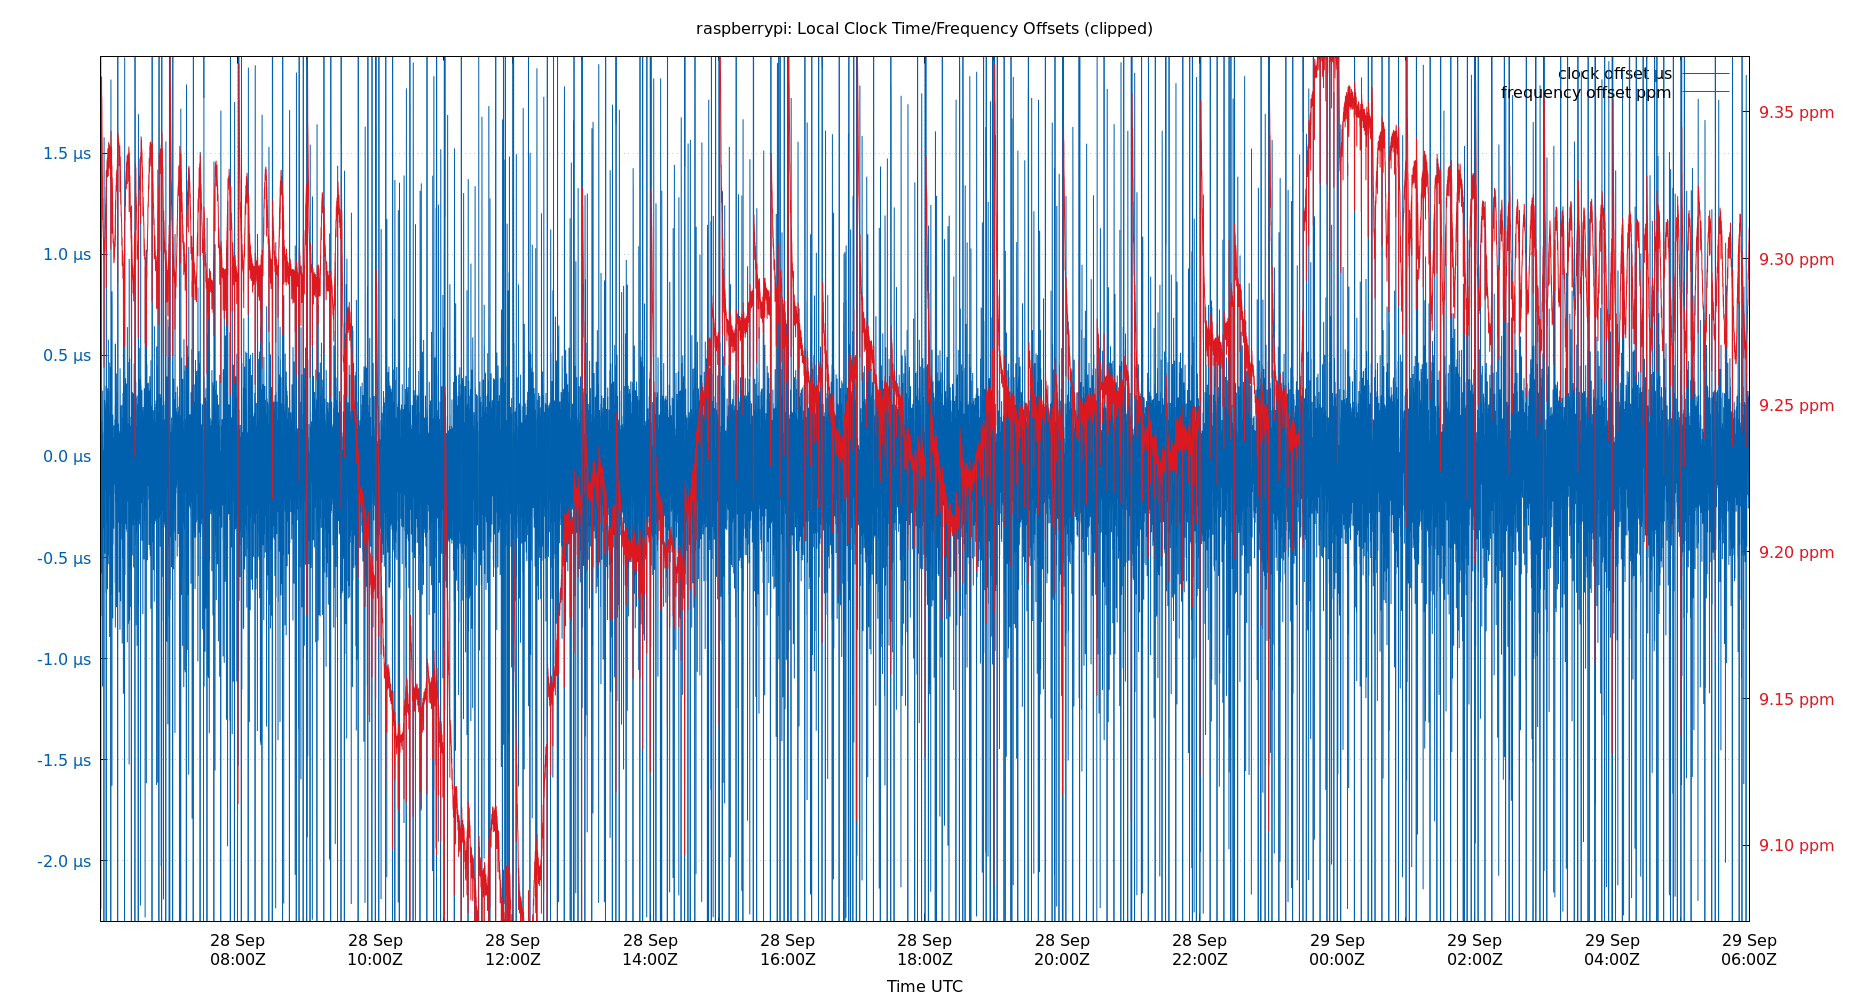 raspberrypi: Local Clock Time/Frequency Offsets (clipped)
clock offset µs
frequency offset ppm
1.5 µs
1.0 µs
0.5 µs
0.0 µs
-0.5 µs
-1.0 µs
-1.5 µs
-2.0 µs
9.35 ppm
9.30 ppm
9.25 ppm
9.20 ppm
9.15 ppm
9.10 ppm
28 Sep 28 Sep 28 Sep 28 Sep 28 Sep 28 Sep 28 Sep 28 Sep 29 Sep 29 Sep 29 Sep 29 Sep
08:00Z 10:00Z 12:00Z 14:00Z 16:00Z 18:00Z 20:00Z 22:00Z 00:00Z 02:00Z 04:00Z 06:00Z
Time UTC